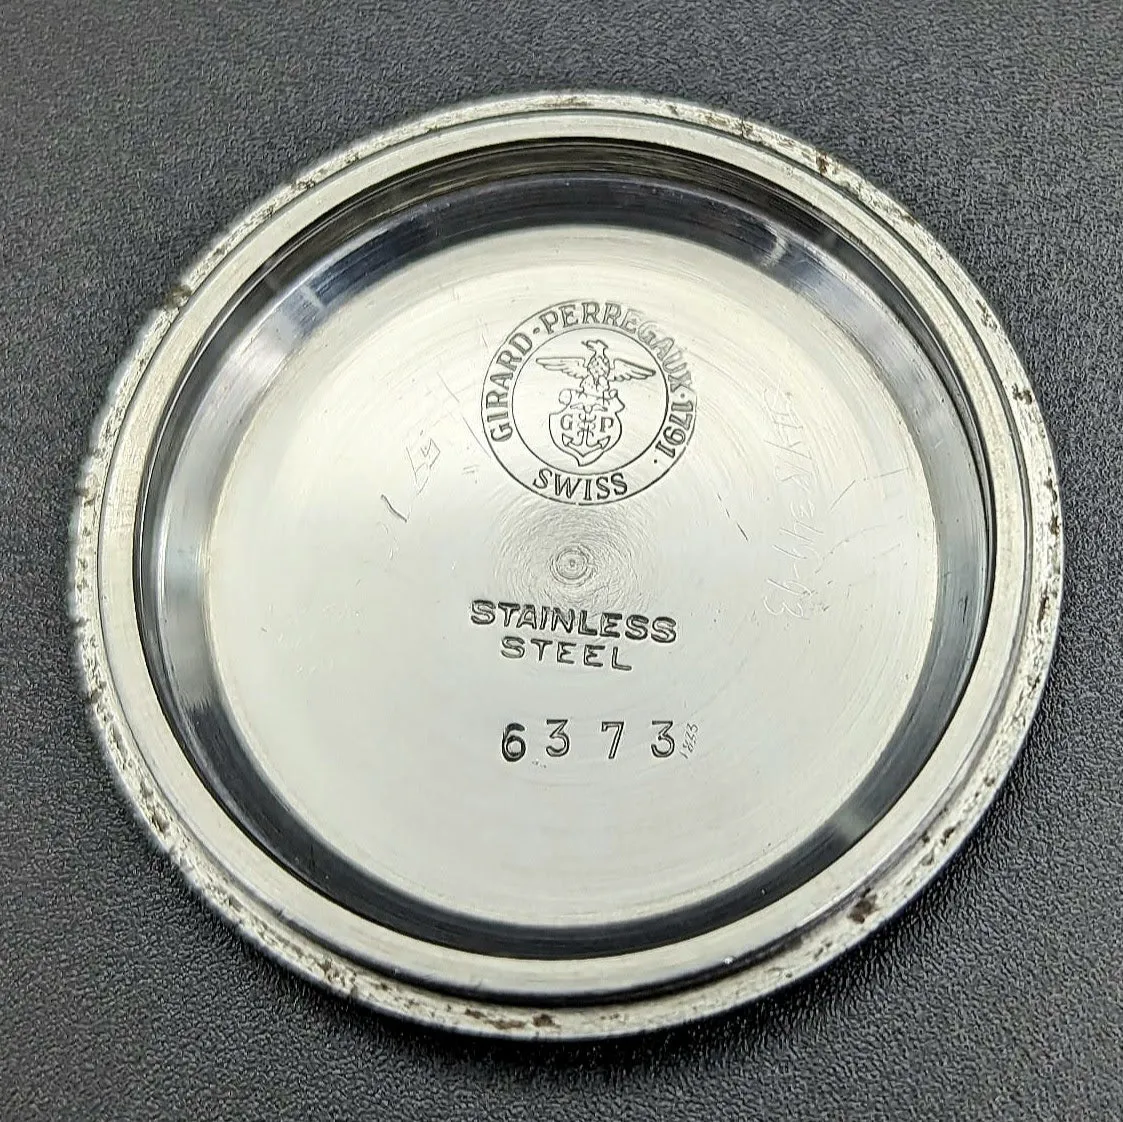 GIRARD-PERREGAUX·1791·
SWISS
G P
STAINLESS
STEEL
6373